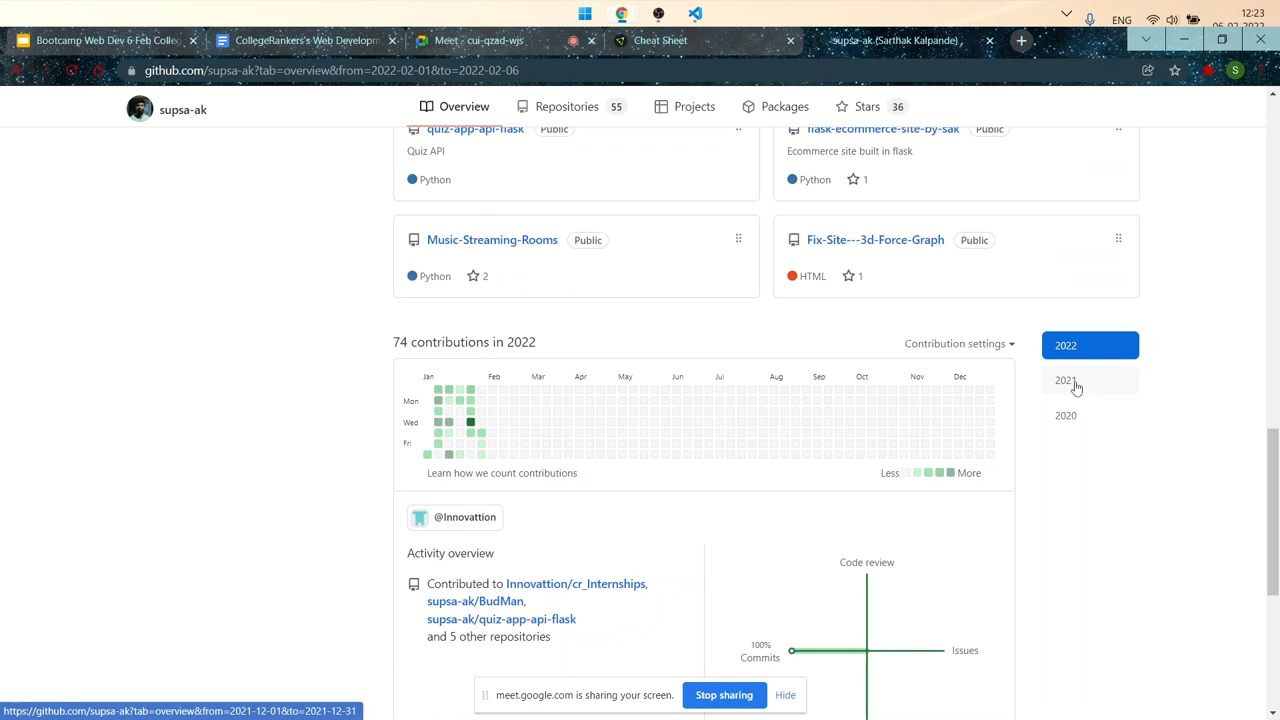 12:23
ENG
06-02-2022
Bootcamp Web Dev 6 Feb Colleg
CollegeRankers's Web Developm
Meet - cui-qzad-wjs
Cheat Sheet
supsa-ak (Sarthak Kalpande)
github.com/supsa-ak?tab=overview&from=2022-02-01&to=2022-02-06
S
supsa-ak
Overview
Repositories 55
Projects
Packages
Stars 36
quiz-app-api-flask Public
Quiz API
Python
flask-ecommerce-site-by-sak Public
Ecommerce site built in flask
Python 1
Music-Streaming-Rooms Public
Python 2
Fix-Site---3d-Force-Graph Public
HTML 1
74 contributions in 2022
Contribution settings
2022
2021
2020
Jan Feb Mar Apr May Jun Jul Aug Sep Oct Nov Dec
Mon
Wed
Fri
Learn how we count contributions
Less More
@Innovattion
Activity overview
Contributed to Innovattion/cr_Internships,
supsa-ak/BudMan,
supsa-ak/quiz-app-api-flask
and 5 other repositories
Code review
100%
Commits
Issues
meet.google.com is sharing your screen.
Stop sharing
Hide
https://github.com/supsa-ak?tab=overview&from=2021-12-01&to=2021-12-31